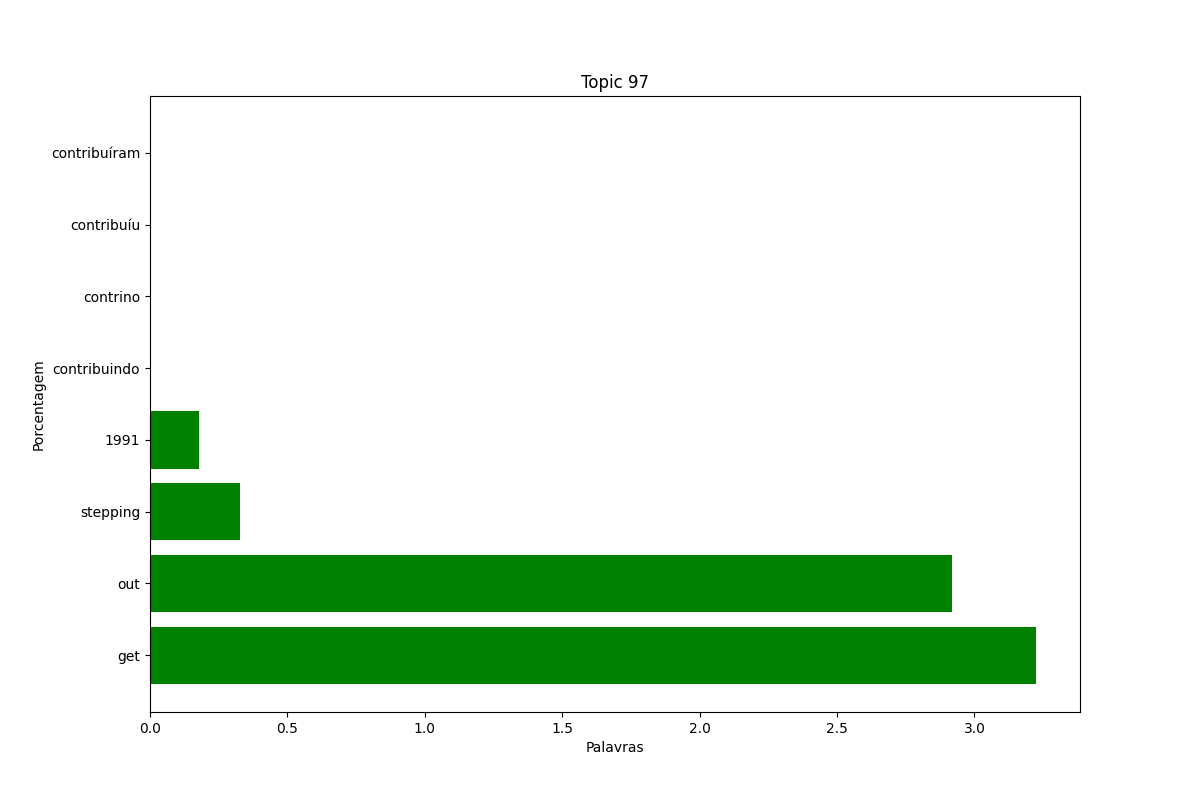 Topic 97
contribuíram
contribuíu
contrino
contribuindo
1991
stepping
out
get
Porcentagem
0.0 0.5 1.0 1.5 2.0 2.5 3.0
Palavras